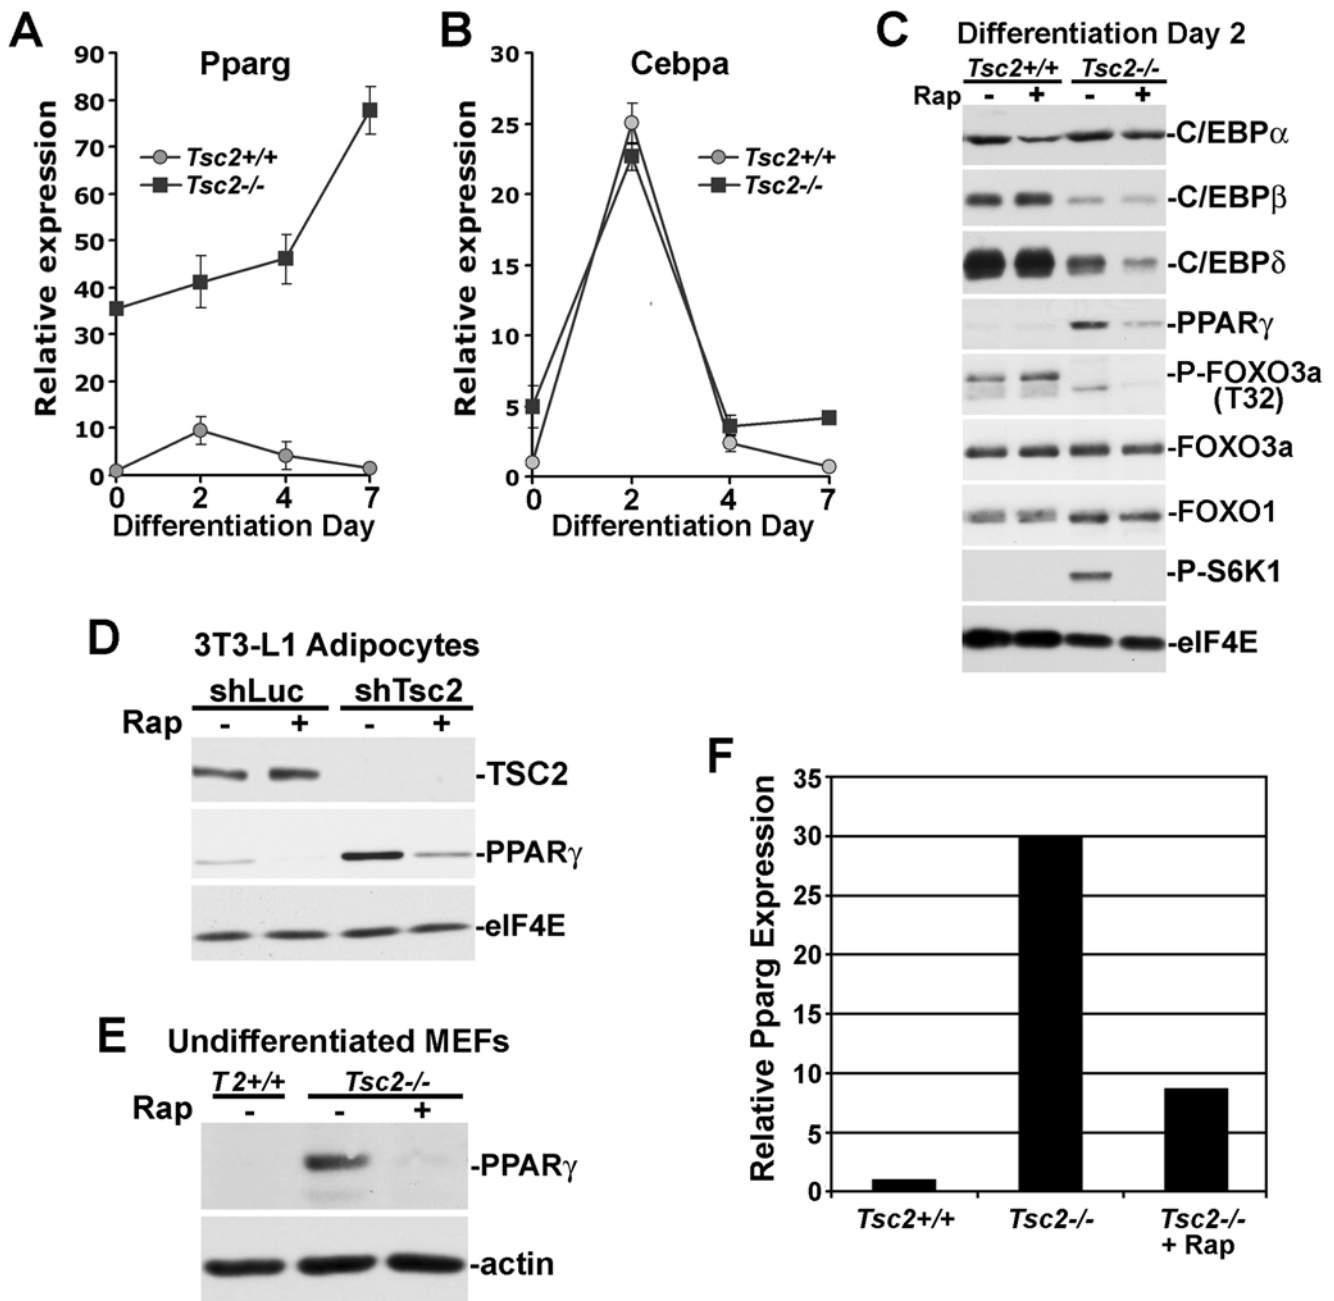 A
Pparg
Relative expression
90
80
70
60
50
40
30
20
10
0
Tsc2+/+
Tsc2-/-
0 2 4 7
Differentiation Day
B
Cebpa
Relative expression
30
25
20
15
10
5
0
Tsc2+/+
Tsc2-/-
0 2 4 7
Differentiation Day
C
Differentiation Day 2
Tsc2+/+ Tsc2-/-
Rap - + - +
-C/EBPα
-C/EBPβ
-C/EBPδ
-PPARγ
-P-FOXO3a
(T32)
-FOXO3a
-FOXO1
-P-S6K1
-eIF4E
D
3T3-L1 Adipocytes
shLuc shTsc2
Rap - + - +
-TSC2
-PPARγ
-eIF4E
E
Undifferentiated MEFs
T2+/+ Tsc2-/-
Rap - - +
-PPARγ
-actin
F
Relative Pparg Expression
35
30
25
20
15
10
5
0
Tsc2+/+ Tsc2-/- Tsc2-/-
+ Rap